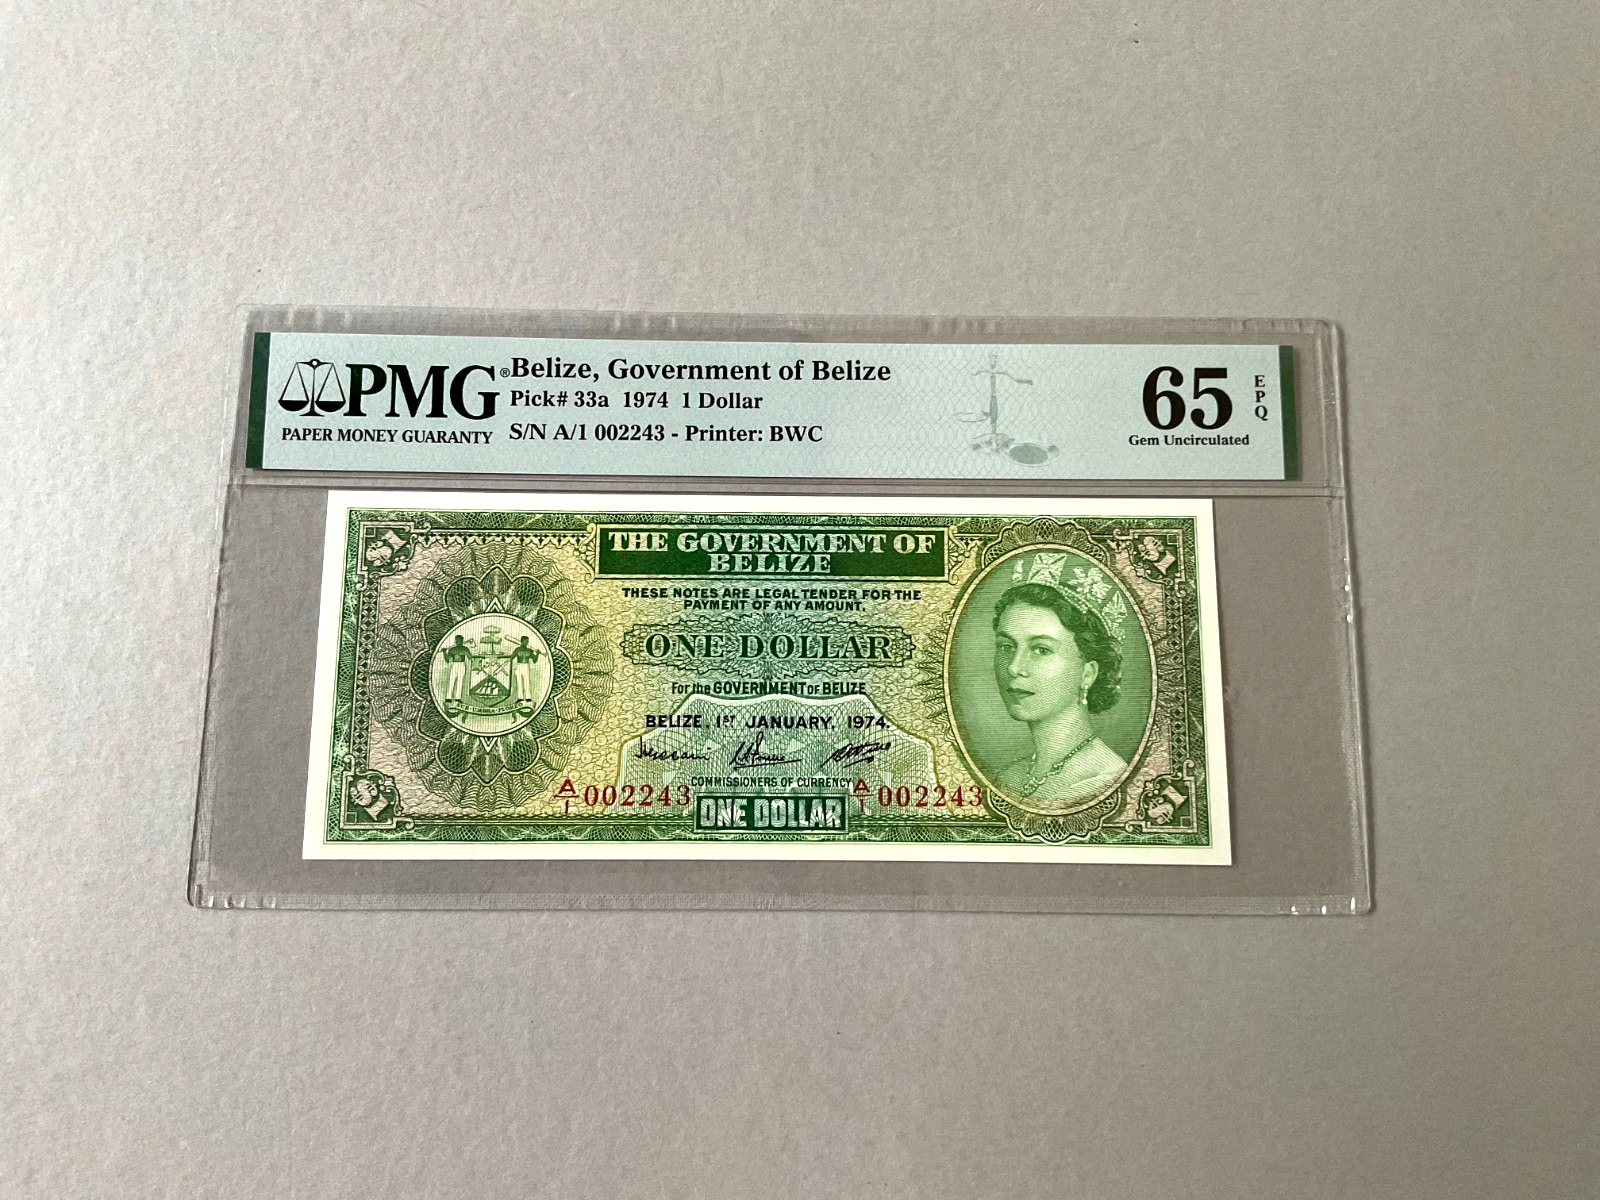 PMG® Belize, Government of Belize
Pick# 33a 1974 1 Dollar
PAPER MONEY GUARANTY S/N A/1 002243 - Printer: BWC
65 EPQ
Gem Uncirculated
$1 $1
THE GOVERNMENT OF
BELIZE
THESE NOTES ARE LEGAL TENDER FOR THE
PAYMENT OF ANY AMOUNT.
ONE DOLLAR
For the GOVERNMENT of BELIZE
BELIZE, 1ST JANUARY, 1974.
COMMISSIONERS OF CURRENCY
A/1 002243 A/1 002243
ONE DOLLAR
$1 $1